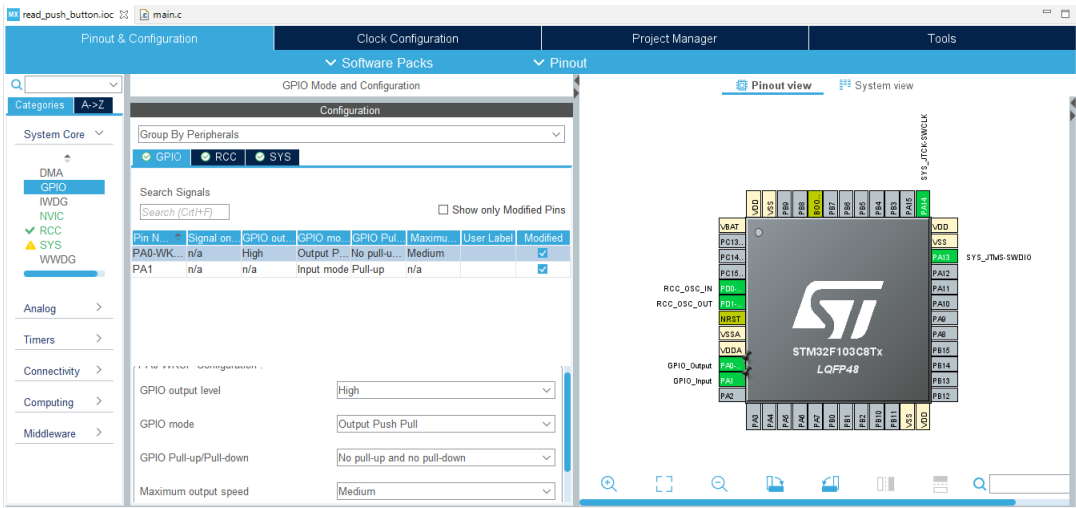 MX read_push_button.ioc
c main.c
Pinout & Configuration
Clock Configuration
Project Manager
Tools
Software Packs
Pinout
GPIO Mode and Configuration
Categories
A->Z
System Core
DMA
GPIO
IWDG
NVIC
RCC
SYS
WWDG
Analog
Timers
Connectivity
Computing
Middleware
Configuration
Group By Peripherals
GPIO
RCC
SYS
Search Signals
Search (Crtl+F)
Show only Modified Pins
Pin N... Signal on... GPIO out... GPIO mo... GPIO Pul... Maximu... User Label Modified
PA0-WK... n/a High Output P... No pull-u... Medium
PA1 n/a n/a Input mode Pull-up n/a
PA0-WKUP Configuration :
GPIO output level High
GPIO mode Output Push Pull
GPIO Pull-up/Pull-down No pull-up and no pull-down
Maximum output speed Medium
Pinout view
System view
SYS_JTCK-SWCLK
VDD VSS PB9 PB8 BOO... PB7 PB6 PB5 PB4 PB3 PA15 PA14
VBAT
PC13..
PC14..
PC15..
RCC_OSC_IN PD0-..
RCC_OSC_OUT PD1-..
NRST
VSSA
VDDA
GPIO_Output PA0-..
GPIO_Input PA1
PA2
STM32F103C8Tx
LQFP48
VDD
VSS
PA13 SYS_JTMS-SWDIO
PA12
PA11
PA10
PA9
PA8
PB15
PB14
PB13
PB12
PA3 PA4 PA5 PA6 PA7 PB0 PB1 PB2 PB10 PB11 VSS VDD